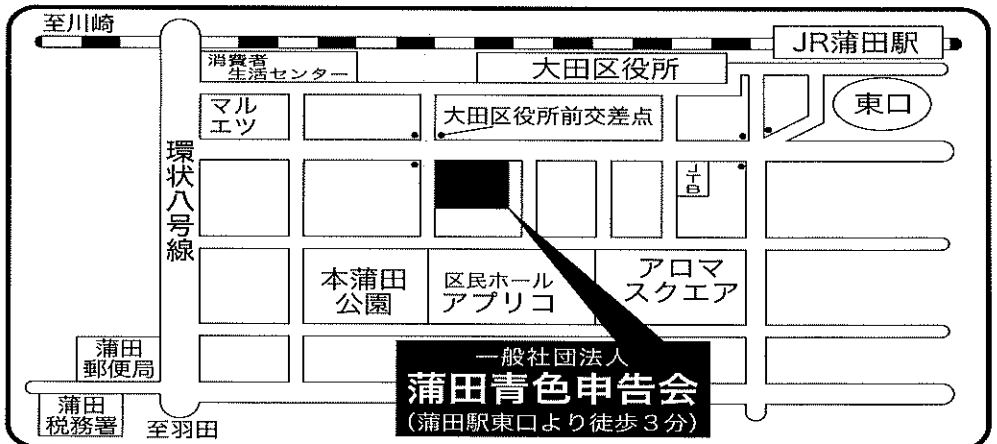 至川崎
JR蒲田駅
消費者
生活センター
大田区役所
東口
マル
エツ
大田区役所前交差点
環状八号線
JTB
本蒲田
公園
区民ホール
アプリコ
アロマ
スクエア
蒲田
郵便局
一般社団法人
蒲田青色申告会
(蒲田駅東口より徒歩3分)
蒲田
税務署
至羽田